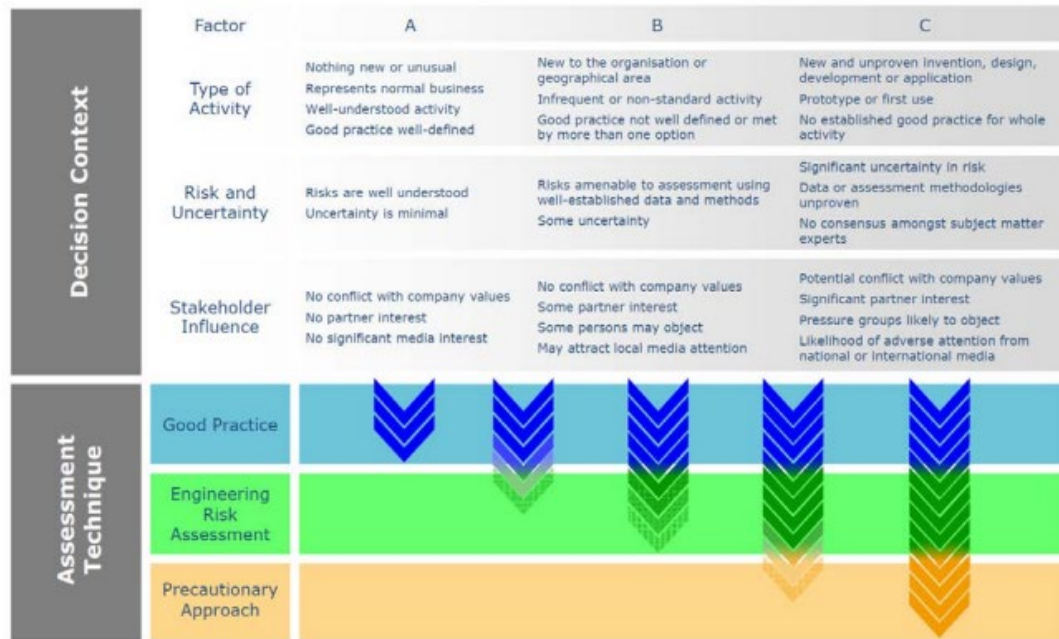 Factor
A
B
C
Decision Context
Type of
Activity
Nothing new or unusual
Represents normal business
Well-understood activity
Good practice well-defined
New to the organisation or
geographical area
Infrequent or non-standard activity
Good practice not well defined or met
by more than one option
New and unproven invention, design,
development or application
Prototype or first use
No established good practice for whole
activity
Risk and
Uncertainty
Risks are well understood
Uncertainty is minimal
Risks amenable to assessment using
well-established data and methods
Some uncertainty
Significant uncertainty in risk
Data or assessment methodologies
unproven
No consensus amongst subject matter
experts
Stakeholder
Influence
No conflict with company values
No partner interest
No significant media interest
No conflict with company values
Some partner interest
Some persons may object
May attract local media attention
Potential conflict with company values
Significant partner interest
Pressure groups likely to object
Likelihood of adverse attention from
national or international media
Assessment
Technique
Good Practice
Engineering
Risk
Assessment
Precautionary
Approach